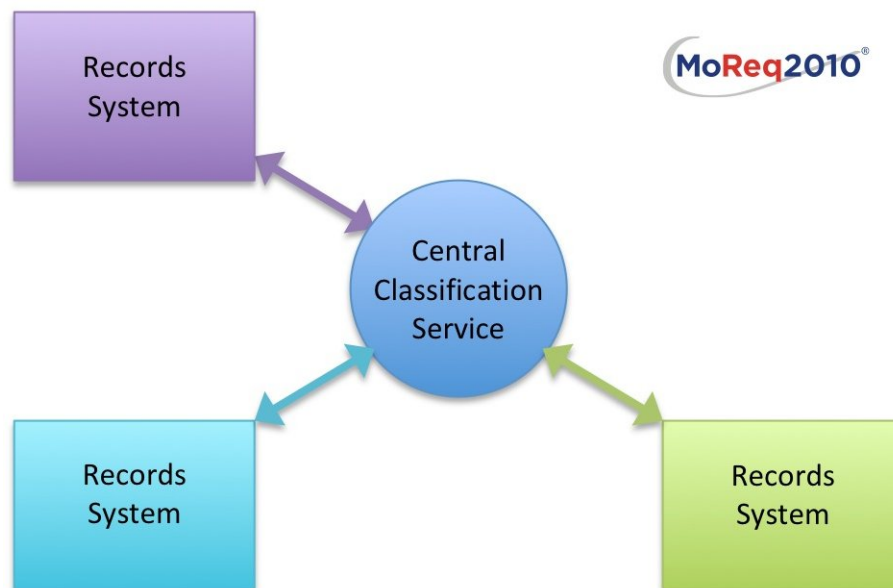 Records
System
MoReq2010®
Central
Classification
Service
Records
System
Records
System